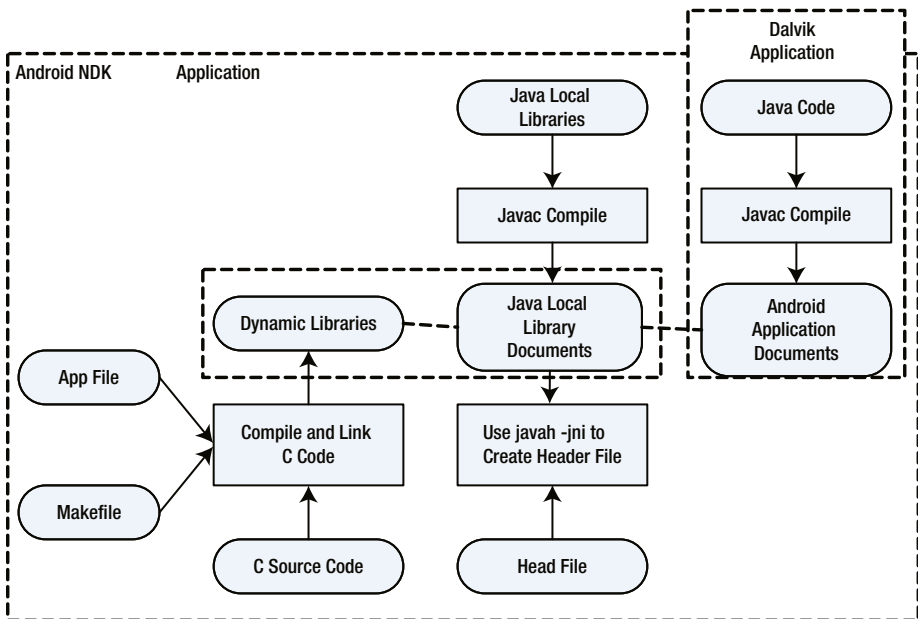 Dalvik
Application
Android NDK
Application
Java Local
Libraries
Java Code
Javac Compile
Javac Compile
Dynamic Libraries
Java Local
Library
Documents
Android
Application
Documents
App File
Compile and Link
C Code
Use javah -jni to
Create Header File
Makefile
C Source Code
Head File